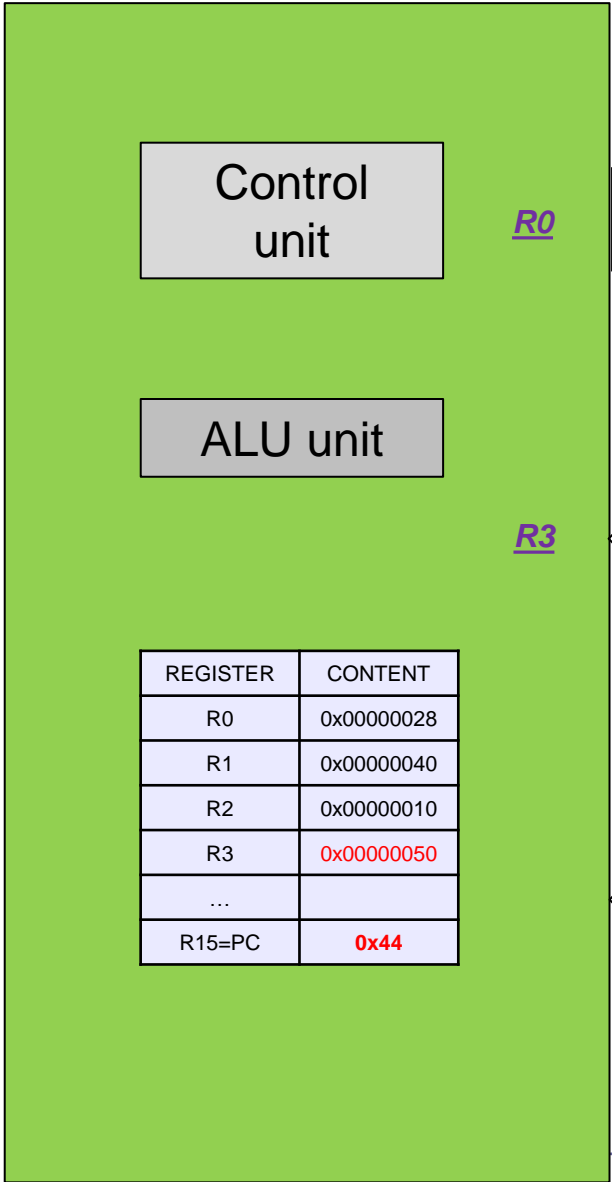 Control
unit
R0
ALU unit
R3
REGISTER CONTENT
R0 0x00000028
R1 0x00000040
R2 0x00000010
R3 0x00000050
…
R15=PC 0x44